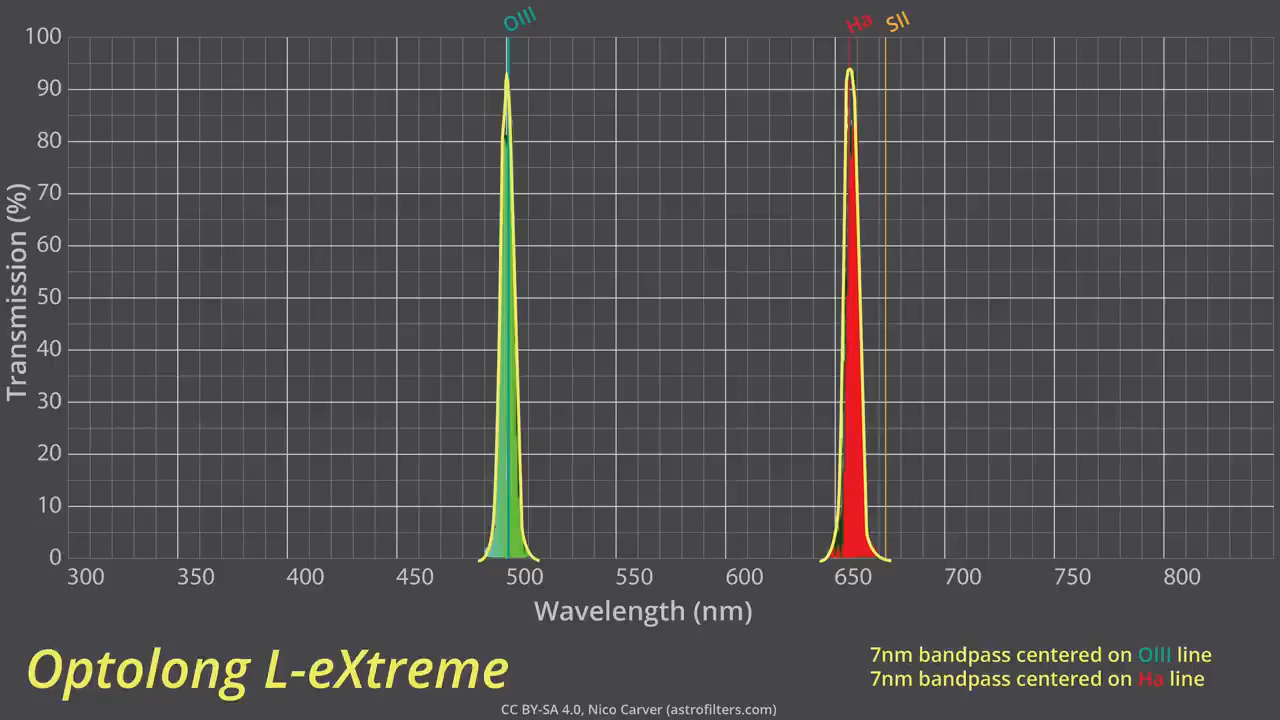 OIII
Ha
SII
100
90
80
70
60
50
40
30
20
10
0
Transmission (%)
300 350 400 450 500 550 600 650 700 750 800
Wavelength (nm)
Optolong L-eXtreme
7nm bandpass centered on OIII line
7nm bandpass centered on Ha line
CC BY-SA 4.0, Nico Carver (astrofilters.com)